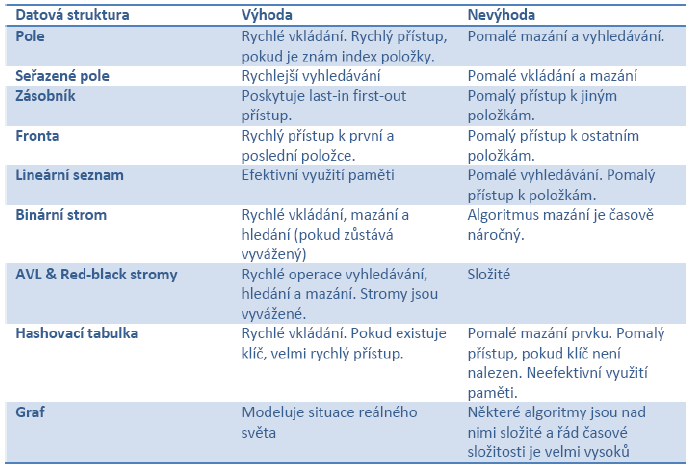 Datová struktura Výhoda Nevýhoda
Pole Rychlé vkládání. Rychlý přístup, Pomalé mazání a vyhledávání.
pokud je znám index položky.
Seřazené pole Rychlejší vyhledávání Pomalé vkládání a mazání
Zásobník Poskytuje last-in first-out Pomalý přístup k jiným
přístup. položkám.
Fronta Rychlý přístup k první a Pomalý přístup k ostatním
poslední položce. položkám.
Lineární seznam Efektivní využití paměti Pomalé vyhledávání. Pomalý
přístup k položkám.
Binární strom Rychlé vkládání, mazání a Algoritmus mazání je časově
hledání (pokud zůstává náročný.
vyvážený)
AVL & Red-black stromy Rychlé operace vyhledávání, Složité
hledání a mazání. Stromy jsou
vyvážené.
Hashovací tabulka Rychlé vkládání. Pokud existuje Pomalé mazání prvku. Pomalý
klíč, velmi rychlý přístup. přístup, pokud klíč není
nalezen. Neefektivní využití
paměti.
Graf Modeluje situace reálného Některé algoritmy jsou nad
světa nimi složité a řád časové
složitosti je velmi vysoků